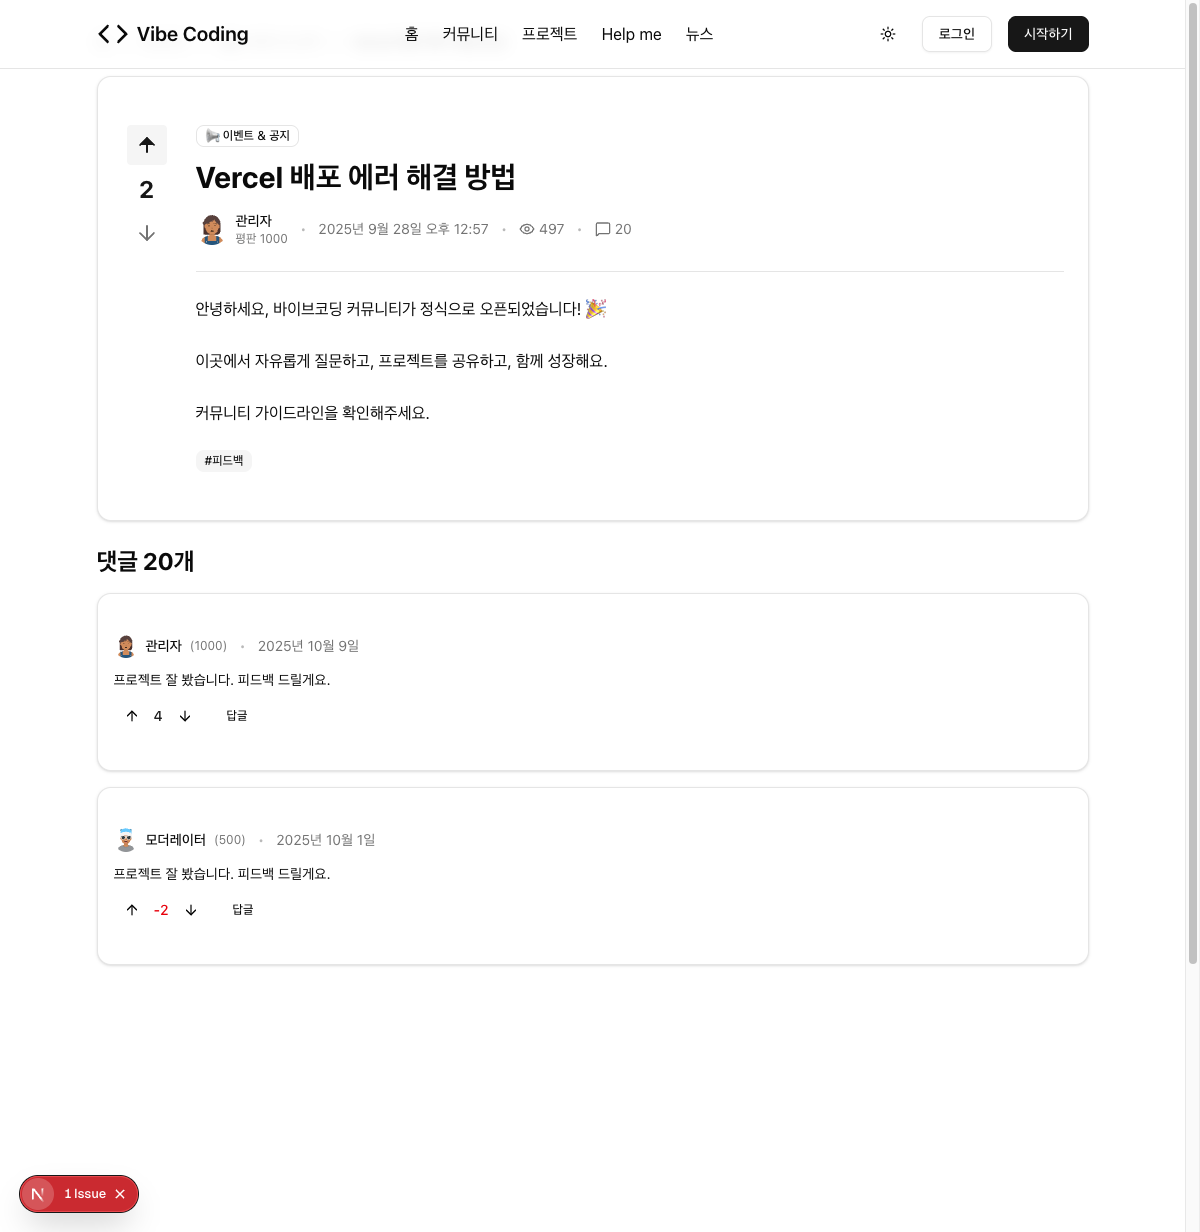 Vibe Coding
홈 커뮤니티 프로젝트 Help me 뉴스
로그인 시작하기
이벤트 & 공지
2
Vercel 배포 에러 해결 방법
관리자
평판 1000
• 2025년 9월 28일 오후 12:57 • 497 • 20
안녕하세요, 바이브코딩 커뮤니티가 정식으로 오픈되었습니다! 🎉
이곳에서 자유롭게 질문하고, 프로젝트를 공유하고, 함께 성장해요.
커뮤니티 가이드라인을 확인해주세요.
#피드백
댓글 20개
관리자 (1000) • 2025년 10월 9일
프로젝트 잘 봤습니다. 피드백 드릴게요.
4 답글
모더레이터 (500) • 2025년 10월 1일
프로젝트 잘 봤습니다. 피드백 드릴게요.
-2 답글
N 1 Issue